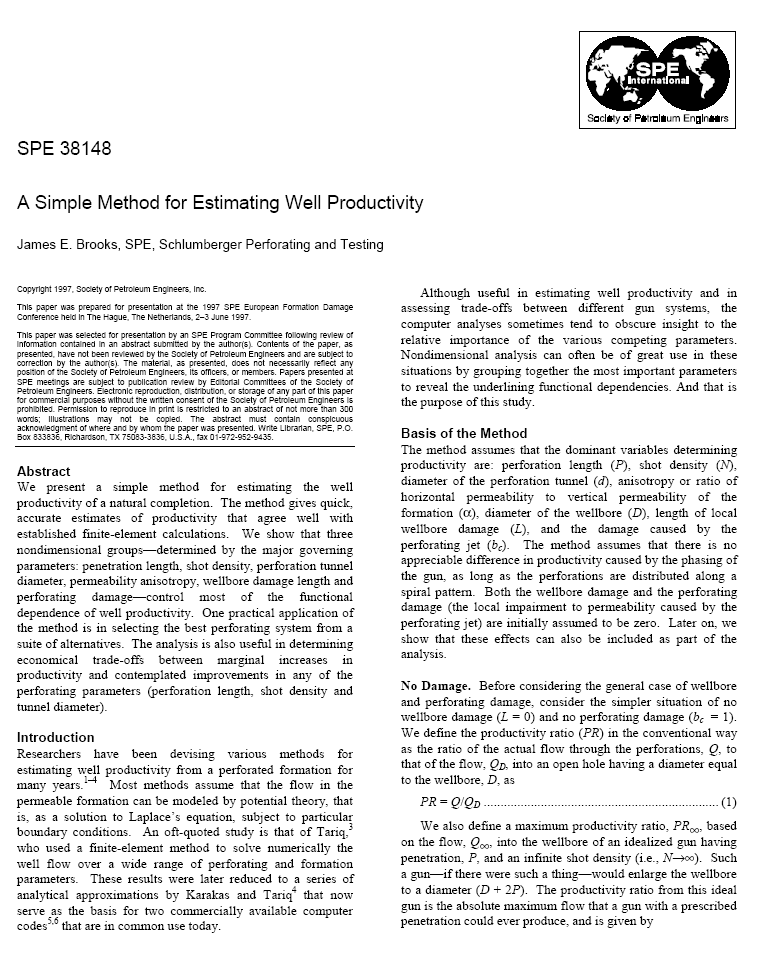 SPE
International
Society of Petroleum Engineers
SPE 38148
A Simple Method for Estimating Well Productivity
James E. Brooks, SPE, Schlumberger Perforating and Testing
Copyright 1997, Society of Petroleum Engineers, Inc.
This paper was prepared for presentation at the 1997 SPE European Formation Damage
Conference held in The Hague, The Netherlands, 2–3 June 1997.
This paper was selected for presentation by an SPE Program Committee following review of
information contained in an abstract submitted by the author(s). Contents of the paper, as
presented, have not been reviewed by the Society of Petroleum Engineers and are subject to
correction by the author(s). The material, as presented, does not necessarily reflect any
position of the Society of Petroleum Engineers, its officers, or members. Papers presented at
SPE meetings are subject to publication review by Editorial Committees of the Society of
Petroleum Engineers. Electronic reproduction, distribution, or storage of any part of this paper
for commercial purposes without the written consent of the Society of Petroleum Engineers is
prohibited. Permission to reproduce in print is restricted to an abstract of not more than 300
words; illustrations may not be copied. The abstract must contain conspicuous
acknowledgment of where and by whom the paper was presented. Write Librarian, SPE, P.O.
Box 833836, Richardson, TX 75083-3836, U.S.A., fax 01-972-952-9435.
Abstract
We present a simple method for estimating the well
productivity of a natural completion. The method gives quick,
accurate estimates of productivity that agree well with
established finite-element calculations. We show that three
nondimensional groups—determined by the major governing
parameters: penetration length, shot density, perforation tunnel
diameter, permeability anisotropy, wellbore damage length and
perforating damage—control most of the functional
dependence of well productivity. One practical application of
the method is in selecting the best perforating system from a
suite of alternatives. The analysis is also useful in determining
economical trade-offs between marginal increases in
productivity and contemplated improvements in any of the
perforating parameters (perforation length, shot density and
tunnel diameter).
Introduction
Researchers have been devising various methods for
estimating well productivity from a perforated formation for
many years.1–4 Most methods assume that the flow in the
permeable formation can be modeled by potential theory, that
is, as a solution to Laplace's equation, subject to particular
boundary conditions. An oft-quoted study is that of Tariq,3
who used a finite-element method to solve numerically the
well flow over a wide range of perforating and formation
parameters. These results were later reduced to a series of
analytical approximations by Karakas and Tariq4 that now
serve as the basis for two commercially available computer
codes5,6 that are in common use today.
Although useful in estimating well productivity and in
assessing trade-offs between different gun systems, the
computer analyses sometimes tend to obscure insight to the
relative importance of the various competing parameters.
Nondimensional analysis can often be of great use in these
situations by grouping together the most important parameters
to reveal the underlining functional dependencies. And that is
the purpose of this study.
Basis of the Method
The method assumes that the dominant variables determining
productivity are: perforation length (P), shot density (N),
diameter of the perforation tunnel (d), anisotropy or ratio of
horizontal permeability to vertical permeability of the
formation (α), diameter of the wellbore (D), length of local
wellbore damage (L), and the damage caused by the
perforating jet (bc). The method assumes that there is no
appreciable difference in productivity caused by the phasing of
the gun, as long as the perforations are distributed along a
spiral pattern. Both the wellbore damage and the perforating
damage (the local impairment to permeability caused by the
perforating jet) are initially assumed to be zero. Later on, we
show that these effects can also be included as part of the
analysis.
No Damage. Before considering the general case of wellbore
and perforating damage, consider the simpler situation of no
wellbore damage (L = 0) and no perforating damage (bc = 1).
We define the productivity ratio (PR) in the conventional way
as the ratio of the actual flow through the perforations, Q, to
that of the flow, QD, into an open hole having a diameter equal
to the wellbore, D, as
PR = Q/QD ...................................................................... (1)
We also define a maximum productivity ratio, PR∞, based
on the flow, Q∞, into the wellbore of an idealized gun having
penetration, P, and an infinite shot density (i.e., N→∞). Such
a gun—if there were such a thing—would enlarge the wellbore
to a diameter (D + 2P). The productivity ratio from this ideal
gun is the absolute maximum flow that a gun with a prescribed
penetration could ever produce, and is given by